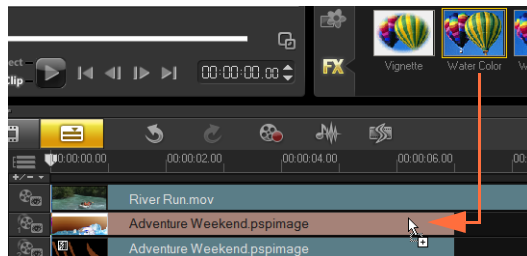 ect
Clip
00:00:00.00
FX
Vignette
Water Color
W
0:00:00.00
00:00:02.00
00:00:04.00
00:00:06.00
00:
+/-
River Run.mov
Adventure Weekend.pspimage
Adventure Weekend.pspimage